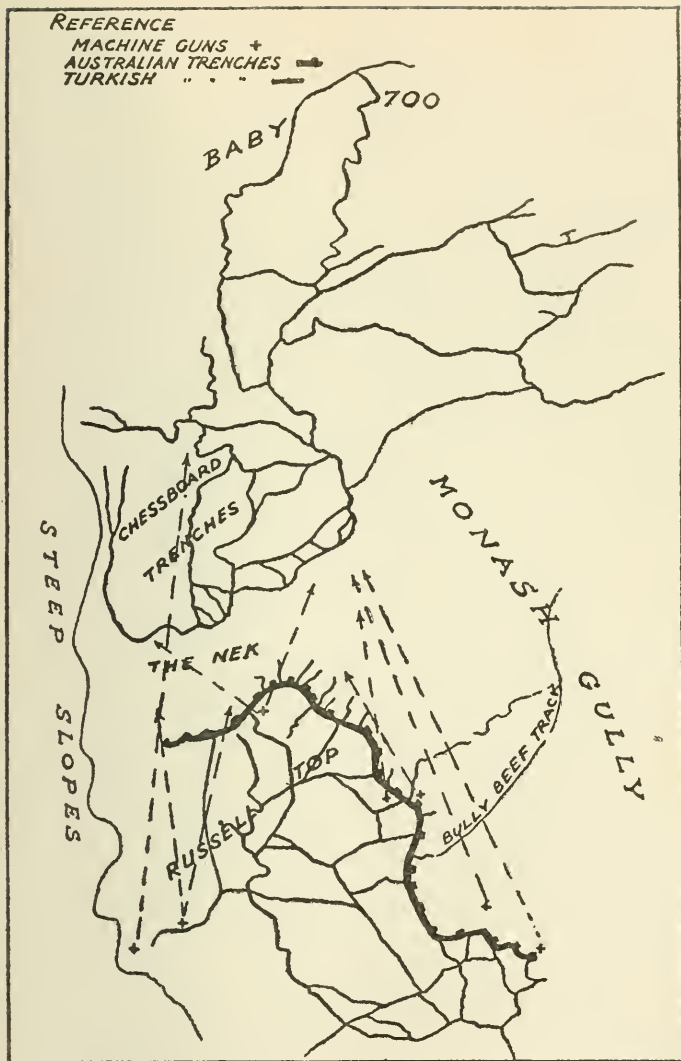 REFERENCE
MACHINE GUNS +
AUSTRALIAN TRENCHES
TURKISH " " "
BABY 700
CHESSBOARD
TRENCHES
MONASH
GULLY
STEEP
SLOPES
THE NEK
RUSSELL TOP
BULLY BEEF TRACK